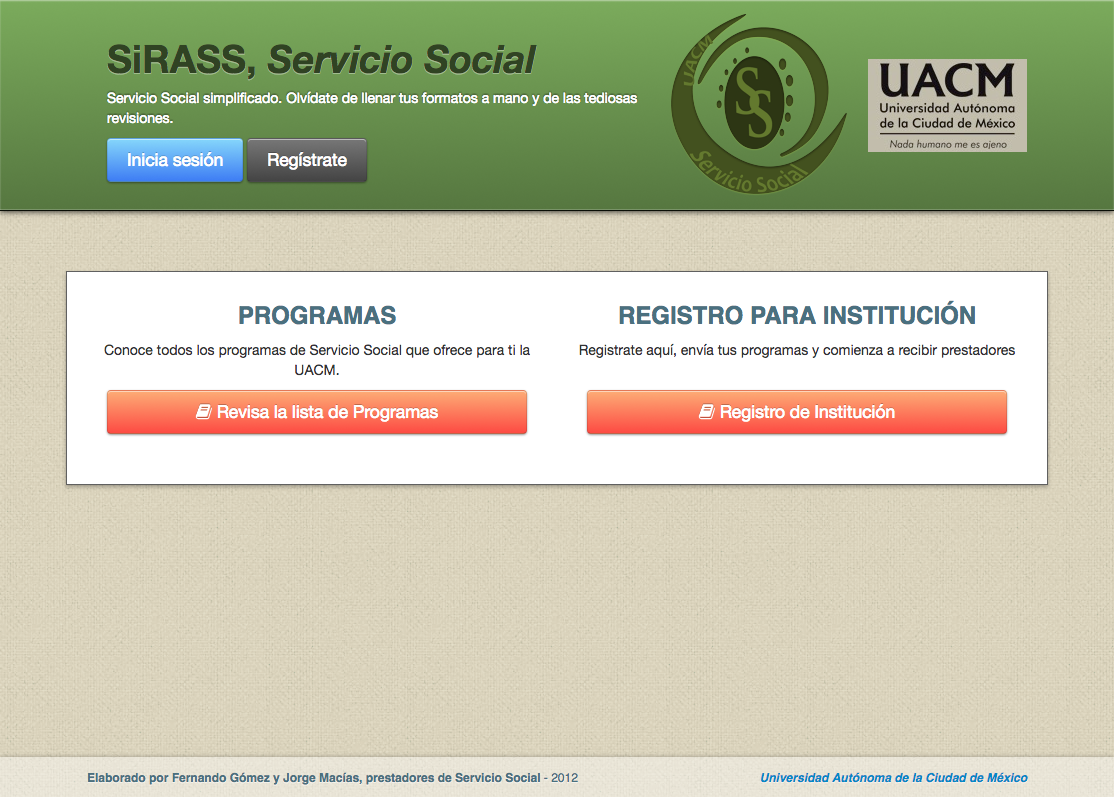 SiRASS, Servicio Social
Servicio Social simplificado. Olvídate de llenar tus formatos a mano y de las tediosas
revisiones.
Inicia sesión
Regístrate
UACM
SS
Servicio Social
UACM
Universidad Autónoma
de la Ciudad de México
Nada humano me es ajeno
PROGRAMAS
Conoce todos los programas de Servicio Social que ofrece para ti la
UACM.
Revisa la lista de Programas
REGISTRO PARA INSTITUCIÓN
Registrate aquí, envía tus programas y comienza a recibir prestadores
Registro de Institución
Elaborado por Fernando Gómez y Jorge Macías, prestadores de Servicio Social - 2012
Universidad Autónoma de la Ciudad de México